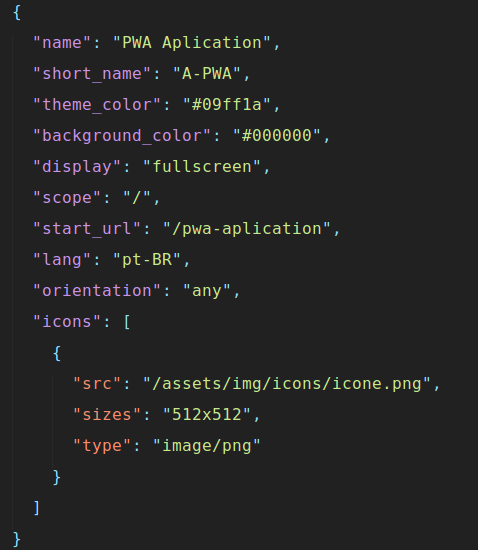 {
"name": "PWA Aplication",
"short_name": "A-PWA",
"theme_color": "#09ff1a",
"background_color": "#000000",
"display": "fullscreen",
"scope": "/",
"start_url": "/pwa-aplication",
"lang": "pt-BR",
"orientation": "any",
"icons": [
{
"src": "/assets/img/icons/icone.png",
"sizes": "512x512",
"type": "image/png"
}
]
}